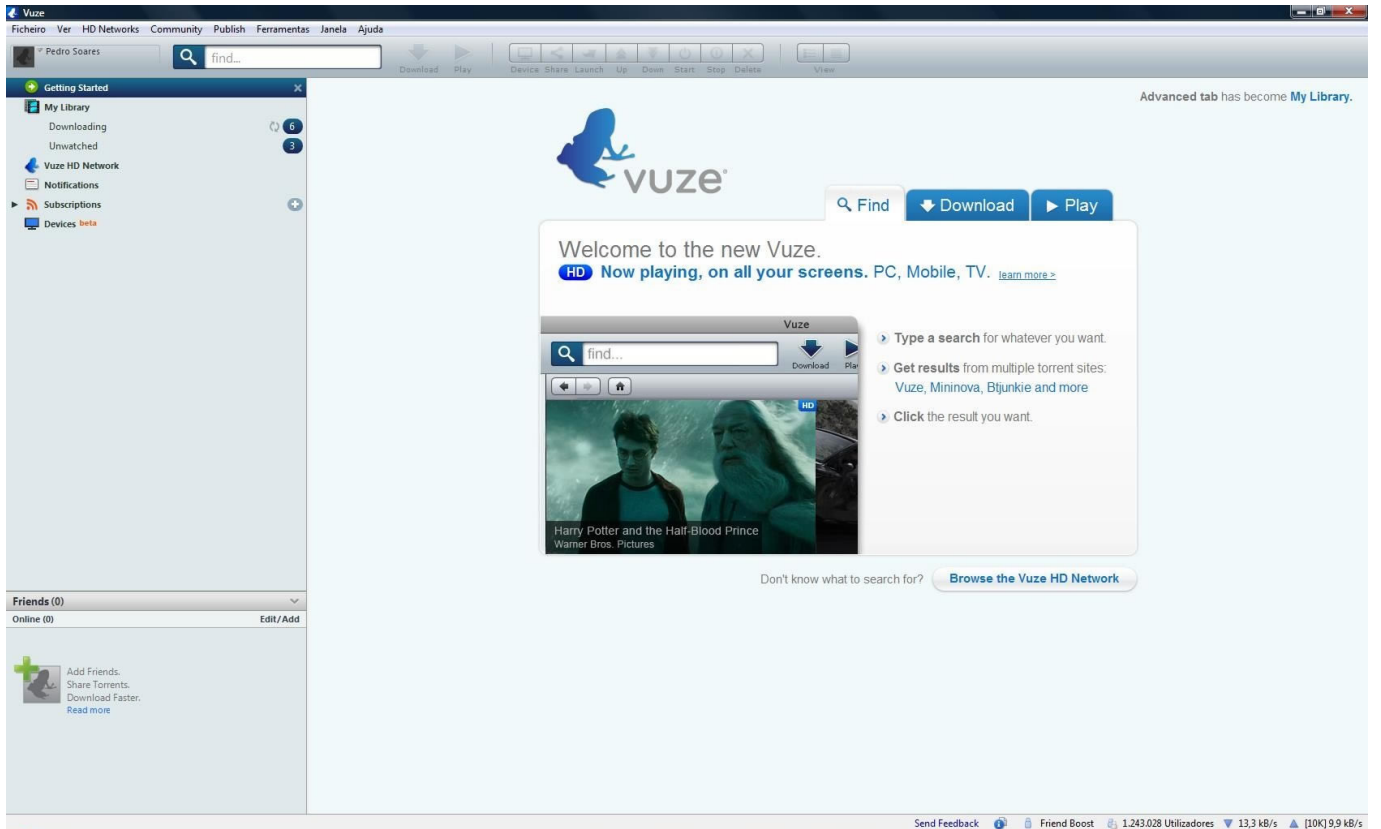 Vuze
Ficheiro Ver HD Networks Community Publish Ferramentas Janela Ajuda
Pedro Soares
find...
Download Play Device Share Launch Up Down Start Stop Delete View
Getting Started
My Library
Downloading 6
Unwatched 3
Vuze HD Network
Notifications
Subscriptions
Devices beta
Advanced tab has become My Library.
vuze
Find Download Play
Welcome to the new Vuze.
HD Now playing, on all your screens. PC, Mobile, TV. learn more >
Vuze
find...
Download Play
HD
Harry Potter and the Half-Blood Prince
Warner Bros. Pictures
Type a search for whatever you want.
Get results from multiple torrent sites:
Vuze, Mininova, Btjunkie and more
Click the result you want.
Don't know what to search for? Browse the Vuze HD Network
Friends (0)
Online (0) Edit/Add
Add Friends.
Share Torrents.
Download Faster.
Read more
Send Feedback Friend Boost 1.243.028 Utilizadores 13,3 kB/s [10K] 9,9 kB/s